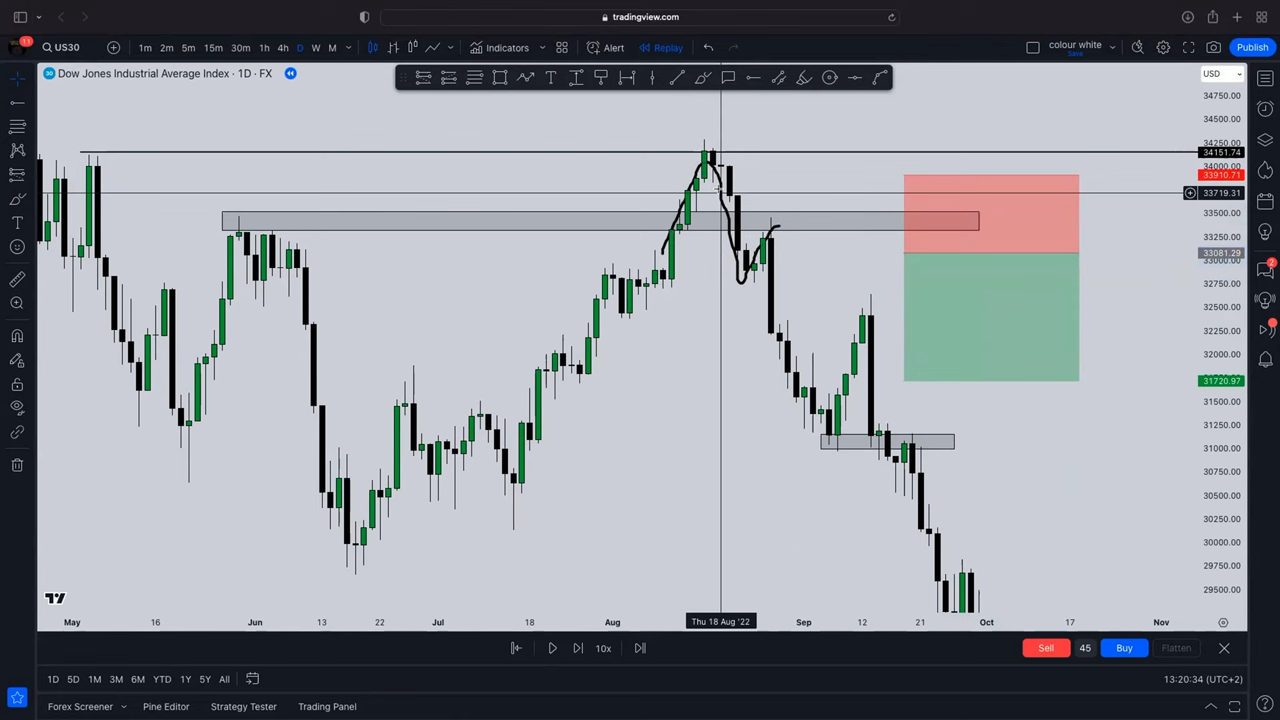 tradingview.com
11
US30
1m 2m 5m 15m 30m 1h 4h D W M
Indicators
Alert
Replay
colour white
Save
Publish
30 Dow Jones Industrial Average Index · 1D · FX
USD
34750.00
34500.00
34250.00
34151.74
34000.00
33910.71
33719.31
33500.00
33250.00
33081.29
33000.00
32750.00
32500.00
32250.00
32000.00
31720.97
31500.00
31250.00
31000.00
30750.00
30500.00
30250.00
30000.00
29750.00
29500.00
2
May 16 Jun 13 22 Jul 18 Aug Thu 18 Aug '22 Sep 12 21 Oct 17 Nov
10x
Sell 45 Buy Flatten
1D 5D 1M 3M 6M YTD 1Y 5Y All
13:20:34 (UTC+2)
Forex Screener Pine Editor Strategy Tester Trading Panel